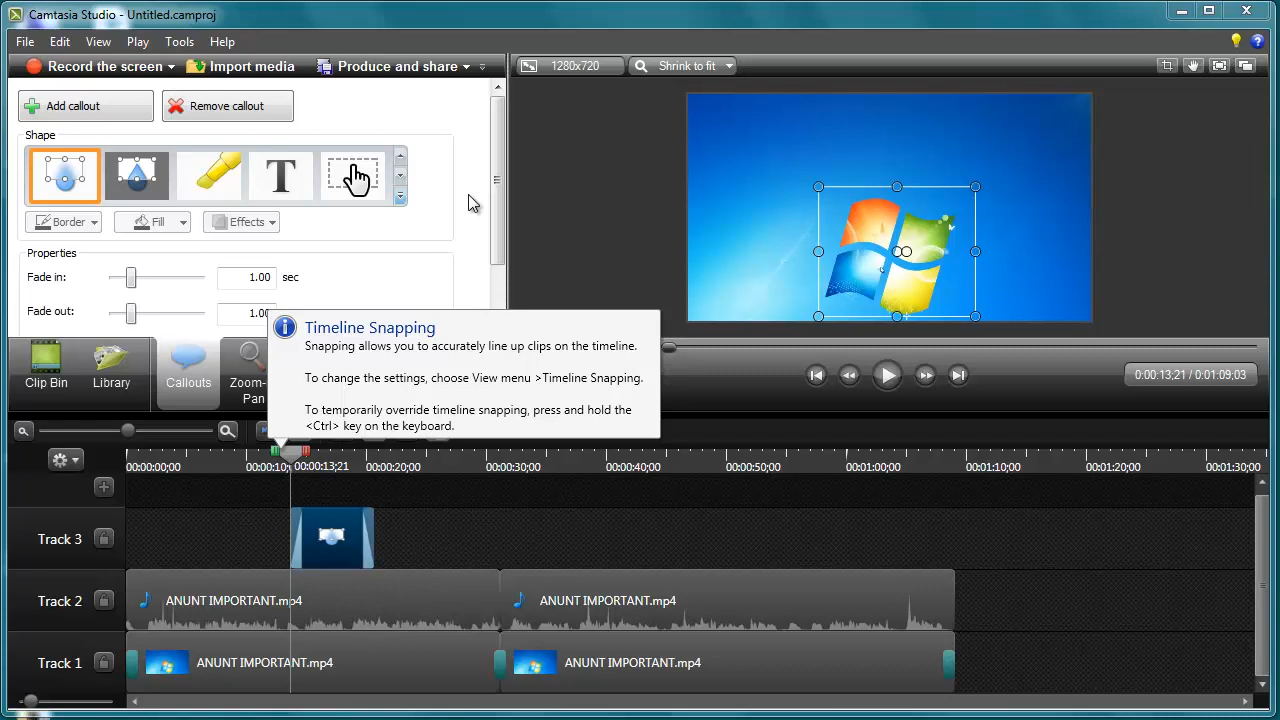 Camtasia Studio - Untitled.camproj
File Edit View Play Tools Help
Record the screen Import media Produce and share 1280x720 Shrink to fit
Add callout Remove callout
Shape
T
Border Fill Effects
Properties
Fade in: 1.00 sec
Fade out: 1.00
Timeline Snapping
Snapping allows you to accurately line up clips on the timeline.
To change the settings, choose View menu >Timeline Snapping.
To temporarily override timeline snapping, press and hold the
<Ctrl> key on the keyboard.
Clip Bin Library Callouts Zoom-
Pan
0:00:13;21 / 0:01:09;03
00:00:00;00 00:00:10; 00:00:13;21 00:00:20;00 00:00:30;00 00:00:40;00 00:00:50;00 00:01:00;00 00:01:10;00 00:01:20;00 00:01:30;00
Track 3
Track 2 ANUNT IMPORTANT.mp4 ANUNT IMPORTANT.mp4
Track 1 ANUNT IMPORTANT.mp4 ANUNT IMPORTANT.mp4